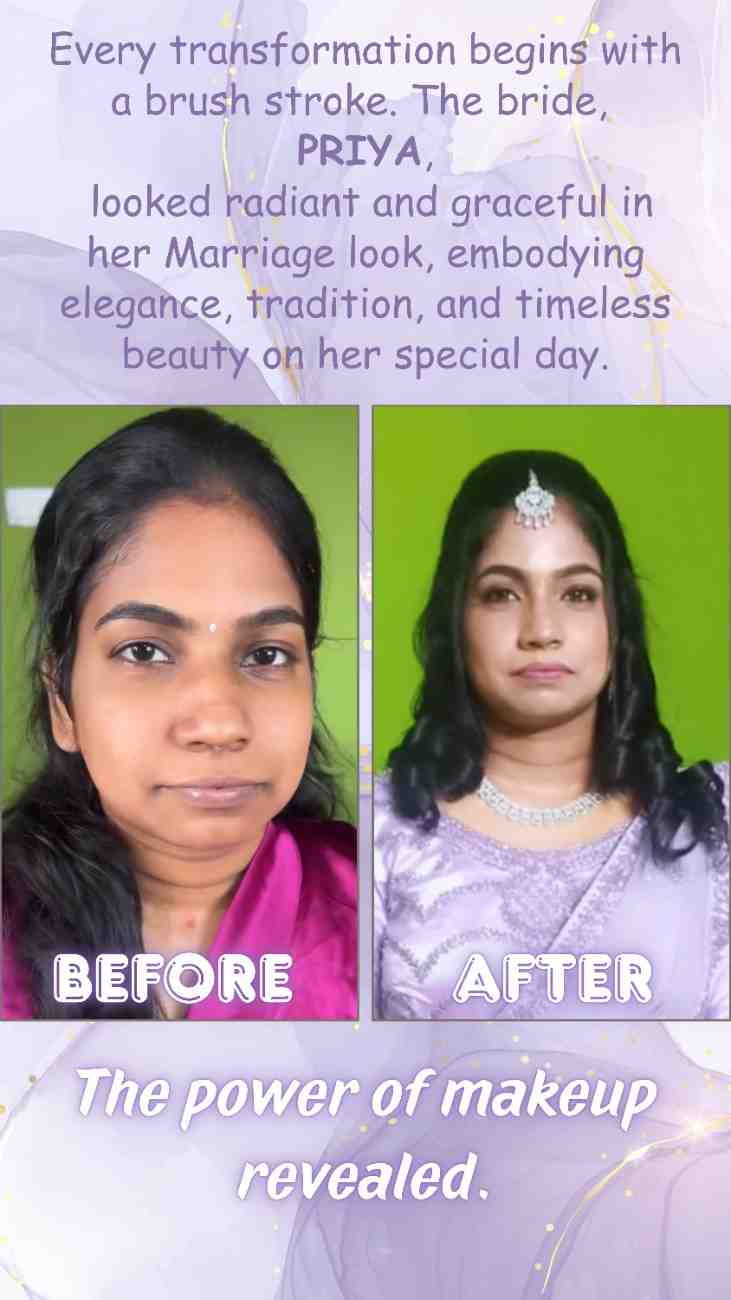 Every transformation begins with
a brush stroke. The bride,
PRIYA,
looked radiant and graceful in
her Marriage look, embodying
elegance, tradition, and timeless
beauty on her special day.
BEFORE
AFTER
The power of makeup
revealed.